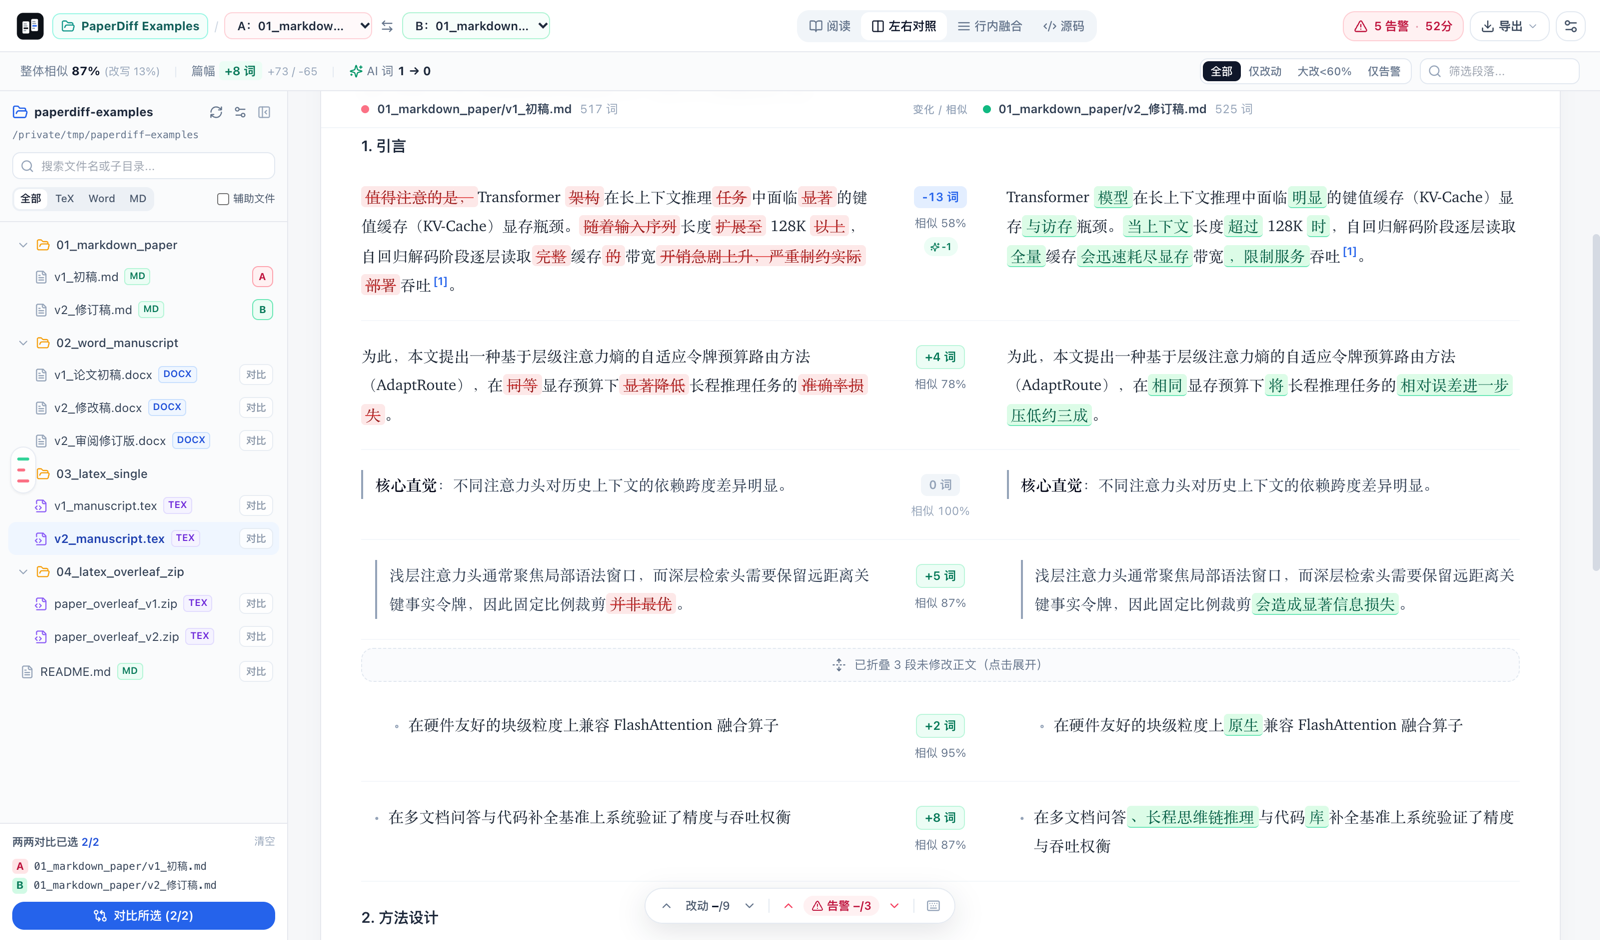 PaperDiff Examples
/
A: 01_markdow...
B: 01_markdown...
阅读
左右对照
行内融合
源码
5 告警 · 52分
导出
整体相似 87% (改写 13%)
篇幅 +8 词 +73 / -65
AI 词 1 → 0
全部
仅改动
大改<60%
仅告警
筛选段落...
paperdiff-examples
/private/tmp/paperdiff-examples
搜索文件名或子目录...
全部 TeX Word MD
辅助文件
01_markdown_paper
v1_初稿.md MD A
v2_修订稿.md MD B
02_word_manuscript
v1_论文初稿.docx DOCX 对比
v2_修改稿.docx DOCX 对比
v2_审阅修订版.docx DOCX 对比
03_latex_single
v1_manuscript.tex TEX 对比
v2_manuscript.tex TEX 对比
04_latex_overleaf_zip
paper_overleaf_v1.zip TEX 对比
paper_overleaf_v2.zip TEX 对比
README.md MD 对比
两两对比已选 2/2 清空
A 01_markdown_paper/v1_初稿.md
B 01_markdown_paper/v2_修订稿.md
对比所选 (2/2)
01_markdown_paper/v1_初稿.md 517 词
变化 / 相似
01_markdown_paper/v2_修订稿.md 525 词
1. 引言
值得注意的是，Transformer 架构在长上下文推理任务中面临显著的键
值缓存（KV-Cache）显存瓶颈。随着输入序列长度扩展至 128K 以上，
自回归解码阶段逐层读取完整缓存的带宽开销急剧上升，严重制约实际
部署吞吐[1]。
-13 词
相似 58%
-1
Transformer 模型在长上下文推理中面临明显的键值缓存（KV-Cache）显
存与访存瓶颈。当上下文长度超过 128K 时，自回归解码阶段逐层读取
全量缓存会迅速耗尽显存带宽，限制服务吞吐[1]。
为此，本文提出一种基于层级注意力熵的自适应令牌预算路由方法
（AdaptRoute），在同等显存预算下显著降低长程推理任务的准确率损
失。
+4 词
相似 78%
为此，本文提出一种基于层级注意力熵的自适应令牌预算路由方法
（AdaptRoute），在相同显存预算下将长程推理任务的相对误差进一步
压低约三成。
核心直觉：不同注意力头对历史上下文的依赖跨度差异明显。
0 词
相似 100%
核心直觉：不同注意力头对历史上下文的依赖跨度差异明显。
浅层注意力头通常聚焦局部语法窗口，而深层检索头需要保留远距离关
键事实令牌，因此固定比例裁剪并非最优。
+5 词
相似 87%
浅层注意力头通常聚焦局部语法窗口，而深层检索头需要保留远距离关
键事实令牌，因此固定比例裁剪会造成显著信息损失。
已折叠 3 段未修改正文（点击展开）
• 在硬件友好的块级粒度上兼容 FlashAttention 融合算子
+2 词
相似 95%
• 在硬件友好的块级粒度上原生兼容 FlashAttention 融合算子
• 在多文档问答与代码补全基准上系统验证了精度与吞吐权衡
+8 词
相似 87%
• 在多文档问答、长程思维链推理与代码库补全基准上系统验证了精度
与吞吐权衡
2. 方法设计
改动 –/9
告警 –/3